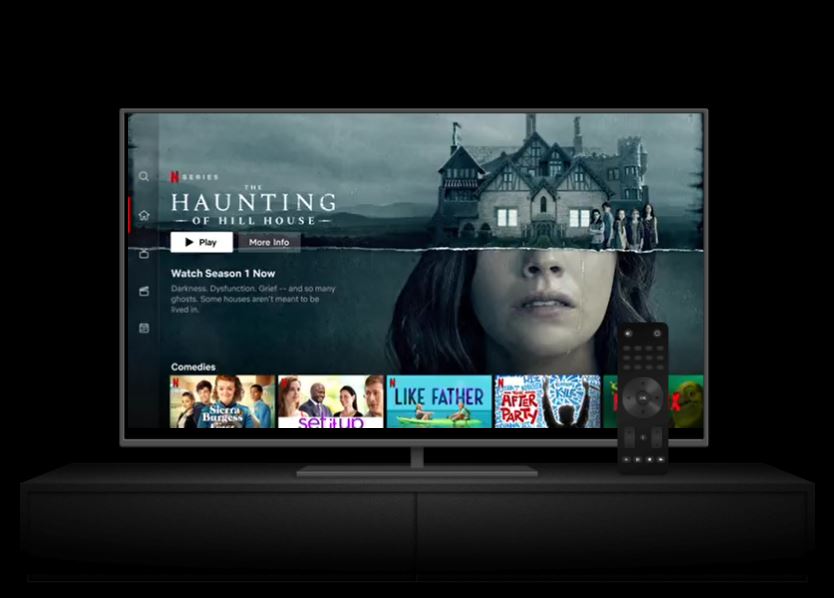 N SERIES
THE
HAUNTING
OF HILL HOUSE
Play
More Info
Watch Season 1 Now
Darkness. Dysfunction. Grief -- and so many
ghosts. Some houses aren't meant to be
lived in.
Comedies
N
Sierra
Burgess
set it up
N
LIKE FATHER
N
AFTER
PARTY